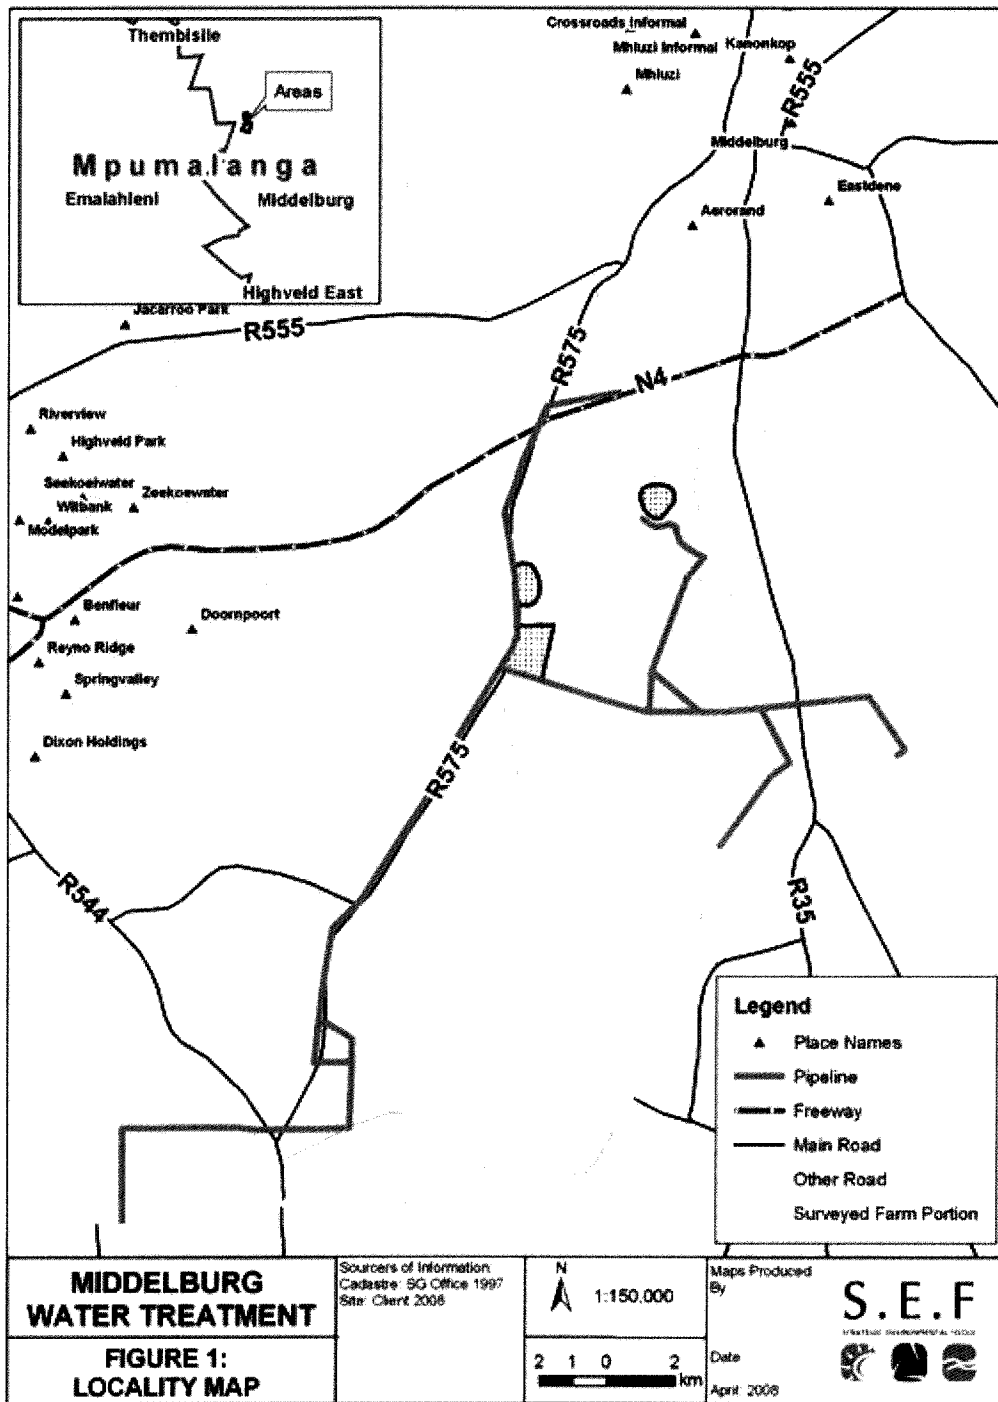 Thembisile
Areas
Mpumalanga
Emalahleni
Middelburg
Highveld East
Crossroads Informal
Mhluzi Informal
Kanonkop
Mhluzi
R555
Middelburg
Eastdene
Aerorand
Jacarroo Park
R555
R575
N4
Riverview
Highveld Park
Seekoeiwater
Zeekoewater
Witbank
Modelpark
Benfleur
Doornpoort
Reyno Ridge
Springvalley
Dixon Holdings
R575
R544
R35
Legend
Place Names
Pipeline
Freeway
Main Road
Other Road
Surveyed Farm Portion
MIDDELBURG
WATER TREATMENT
FIGURE 1:
LOCALITY MAP
Sourcers of Information
Cadastre: SG Office 1997
Site: Client 2008
N
1:150,000
2 1 0 2
km
Maps Produced
By
S.E.F
Date
April 2008